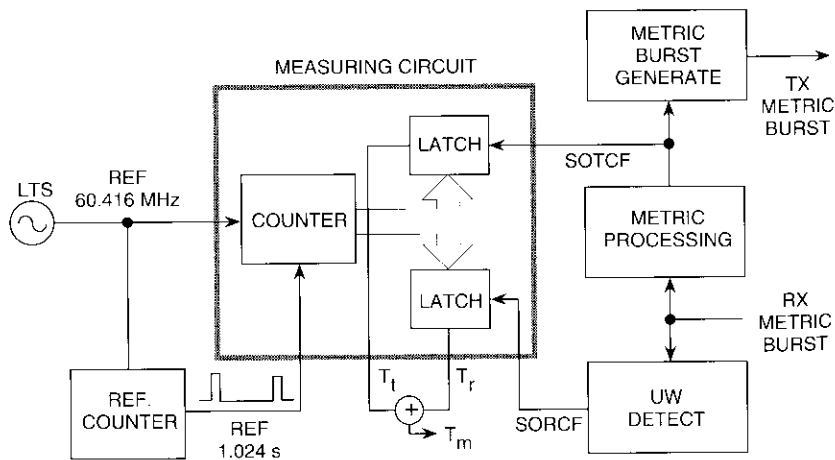 METRIC
BURST
GENERATE
TX
METRIC
BURST
MEASURING CIRCUIT
LATCH
SOTCF
LTS
REF
60.416 MHz
COUNTER
METRIC
PROCESSING
LATCH
RX
METRIC
BURST
REF.
COUNTER
REF
1.024 s
Tt
Tr
+
Tm
SORCF
UW
DETECT